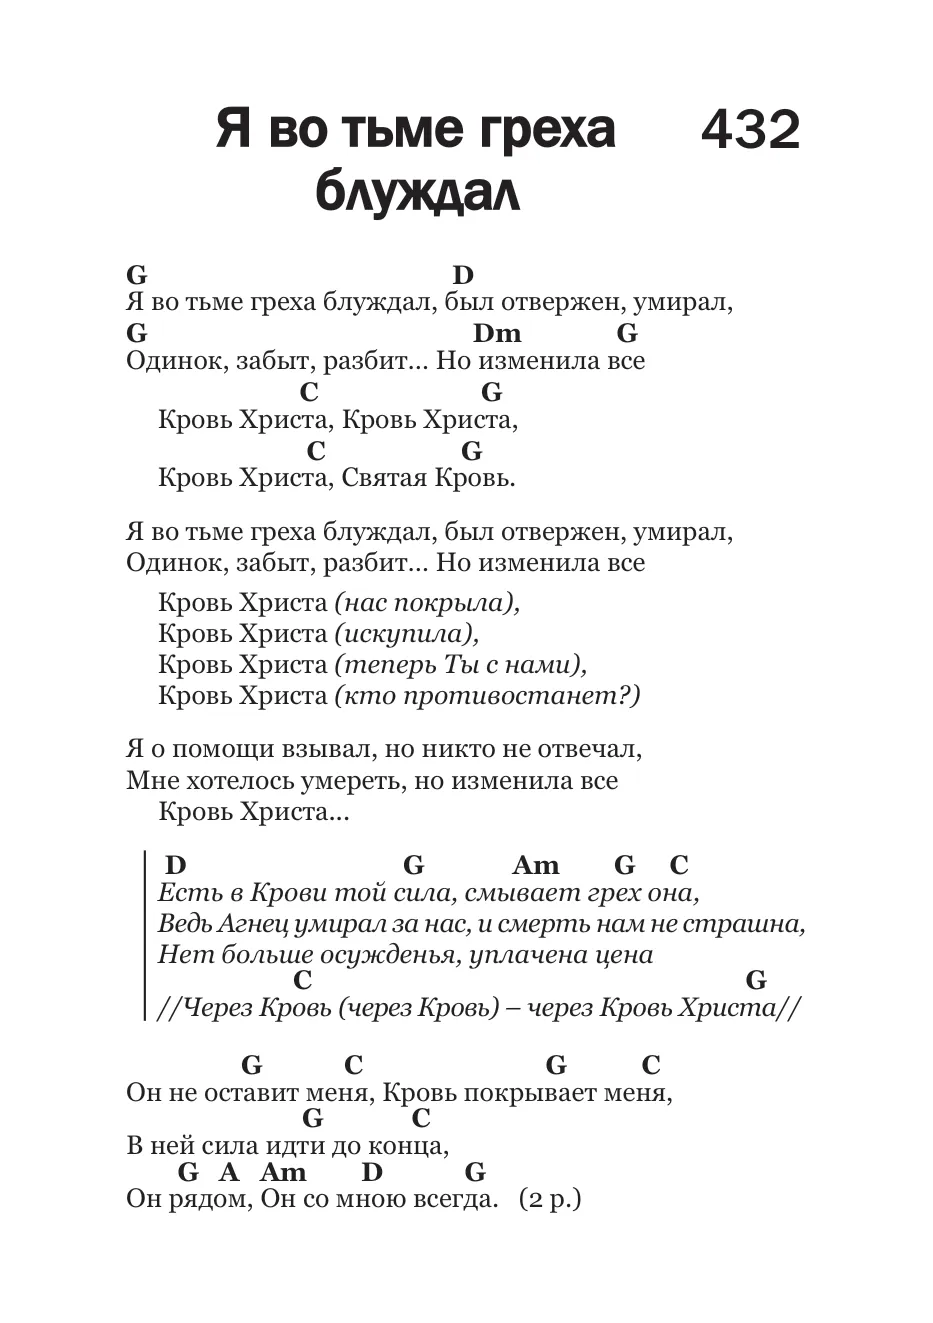 Я во тьме греха 432
блуждал
G D
Я во тьме греха блуждал, был отвержен, умирал,
G Dm G
Одинок, забыт, разбит... Но изменила все
C G
Кровь Христа, Кровь Христа,
C G
Кровь Христа, Святая Кровь.
Я во тьме греха блуждал, был отвержен, умирал,
Одинок, забыт, разбит... Но изменила все
Кровь Христа (нас покрыла),
Кровь Христа (искупила),
Кровь Христа (теперь Ты с нами),
Кровь Христа (кто противостанет?)
Я о помощи взывал, но никто не отвечал,
Мне хотелось умереть, но изменила все
Кровь Христа...
D G Am G C
Есть в Крови той сила, смывает грех она,
Ведь Агнец умирал за нас, и смерть нам не страшна,
Нет больше осужденья, уплачена цена
C G
//Через Кровь (через Кровь) – через Кровь Христа//
G C G C
Он не оставит меня, Кровь покрывает меня,
G C
В ней сила идти до конца,
G A Am D G
Он рядом, Он со мною всегда. (2 р.)